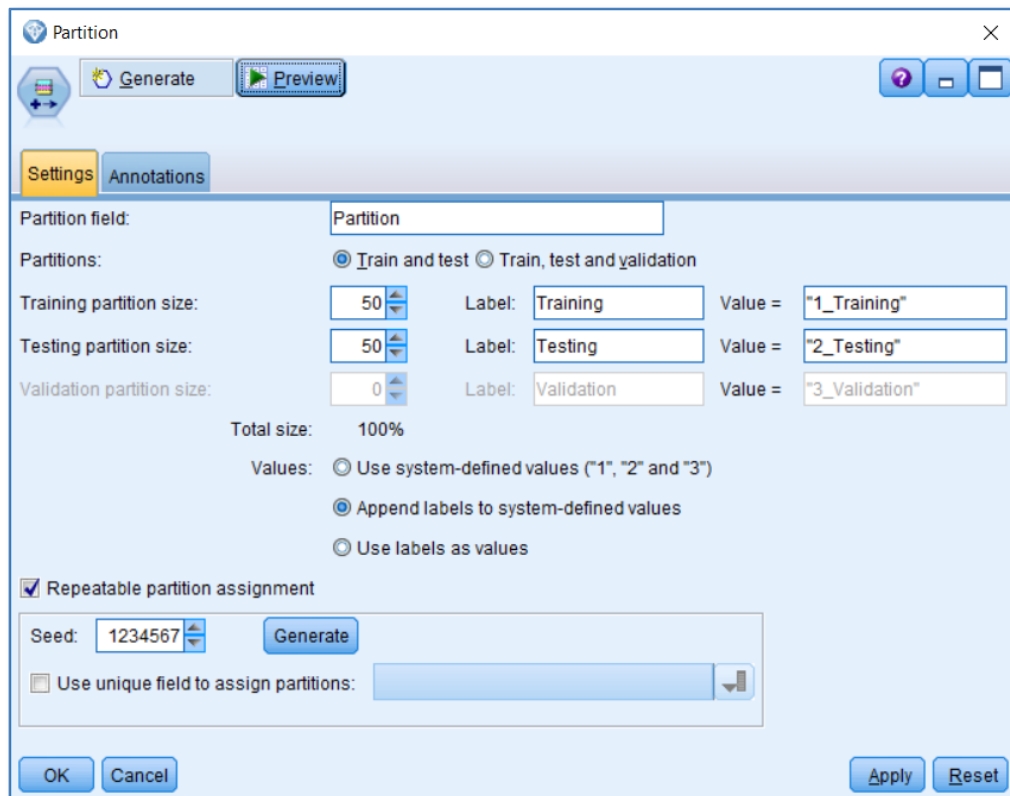 Partition
Generate Preview
Settings Annotations
Partition field: Partition
Partitions: Train and test Train, test and validation
Training partition size: 50 Label: Training Value = "1_Training"
Testing partition size: 50 Label: Testing Value = "2_Testing"
Validation partition size: 0 Label: Validation Value = "3_Validation"
Total size: 100%
Values: Use system-defined values ("1", "2" and "3")
Append labels to system-defined values
Use labels as values
Repeatable partition assignment
Seed: 1234567 Generate
Use unique field to assign partitions:
OK Cancel Apply Reset